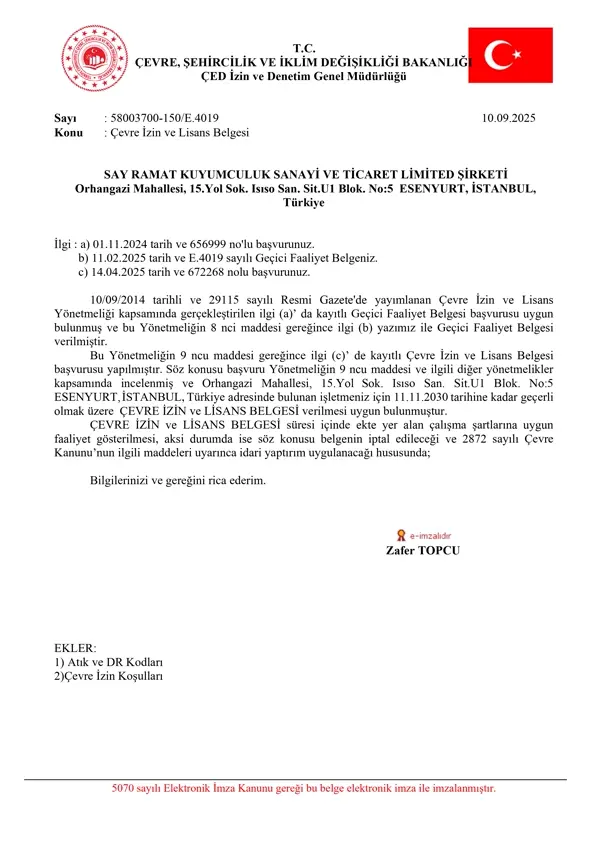 T.C.
ÇEVRE, ŞEHİRCİLİK VE İKLİM DEĞİŞİKLİĞİ BAKANLIĞI
ÇED İzin ve Denetim Genel Müdürlüğü
Sayı : 58003700-150/E.4019 10.09.2025
Konu : Çevre İzin ve Lisans Belgesi
SAY RAMAT KUYUMCULUK SANAYİ VE TİCARET LİMİTED ŞİRKETİ
Orhangazi Mahallesi, 15.Yol Sok. Isıso San. Sit.U1 Blok. No:5 ESENYURT, İSTANBUL,
Türkiye
İlgi : a) 01.11.2024 tarih ve 656999 no'lu başvurunuz.
b) 11.02.2025 tarih ve E.4019 sayılı Geçici Faaliyet Belgeniz.
c) 14.04.2025 tarih ve 672268 nolu başvurunuz.
10/09/2014 tarihli ve 29115 sayılı Resmi Gazete'de yayımlanan Çevre İzin ve Lisans
Yönetmeliği kapsamında gerçekleştirilen ilgi (a)’ da kayıtlı Geçici Faaliyet Belgesi başvurusu uygun
bulunmuş ve bu Yönetmeliğin 8 nci maddesi gereğince ilgi (b) yazımız ile Geçici Faaliyet Belgesi
verilmiştir.
Bu Yönetmeliğin 9 ncu maddesi gereğince ilgi (c)’ de kayıtlı Çevre İzin ve Lisans Belgesi
başvurusu yapılmıştır. Söz konusu başvuru Yönetmeliğin 9 ncu maddesi ve ilgili diğer yönetmelikler
kapsamında incelenmiş ve Orhangazi Mahallesi, 15.Yol Sok. Isıso San. Sit.U1 Blok. No:5
ESENYURT, İSTANBUL, Türkiye adresinde bulunan işletmeniz için 11.11.2030 tarihine kadar geçerli
olmak üzere ÇEVRE İZİN ve LİSANS BELGESİ verilmesi uygun bulunmuştur.
ÇEVRE İZİN ve LİSANS BELGESİ süresi içinde ekte yer alan çalışma şartlarına uygun
faaliyet gösterilmesi, aksi durumda ise söz konusu belgenin iptal edileceği ve 2872 sayılı Çevre
Kanunu’nun ilgili maddeleri uyarınca idari yaptırım uygulanacağı hususunda;
Bilgilerinizi ve gereğini rica ederim.
e-imzalıdır
Zafer TOPCU
EKLER:
1) Atık ve DR Kodları
2)Çevre İzin Koşulları
5070 sayılı Elektronik İmza Kanunu gereği bu belge elektronik imza ile imzalanmıştır.